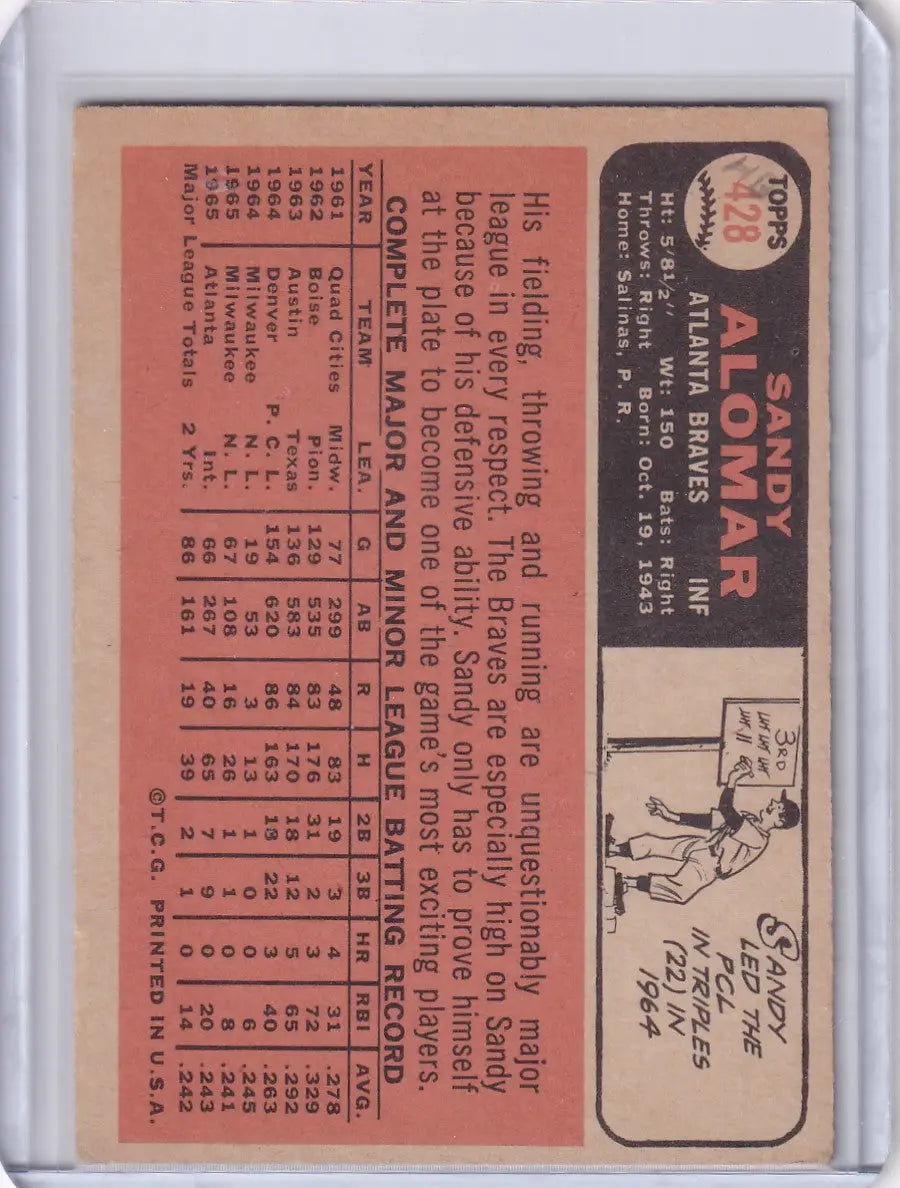 TOPPS
428
SANDY
ALOMAR
ATLANTA BRAVES INF
Ht: 5'8½" Wt: 150 Bats: Right
Throws: Right Born: Oct. 19, 1943
Home: Salinas, P. R.
3RD
SANDY
LED THE
PCL
IN TRIPLES
(22) IN
1964
His fielding, throwing and running are unquestionably major
league in every respect. The Braves are especially high on Sandy
because of his defensive ability. Sandy only has to prove himself
at the plate to become one of the game's most exciting players.
COMPLETE MAJOR AND MINOR LEAGUE BATTING RECORD
YEAR TEAM LEA. G AB R H 2B 3B HR RBI AVG.
1961 Quad Cities Midw. 77 299 48 83 19 3 4 31 .278
1962 Boise Pion. 129 535 83 176 31 2 3 72 .329
1963 Austin Texas 136 583 84 170 18 12 5 65 .292
1964 Denver P. C. L. 154 620 86 163 18 22 3 40 .263
1964 Milwaukee N. L. 19 53 3 13 1 0 0 6 .245
1965 Milwaukee N. L. 67 108 16 26 1 1 0 8 .241
1965 Atlanta Int. 66 267 40 65 7 9 0 20 .243
Major League Totals 2 Yrs. 86 161 19 39 2 1 0 14 .242
©T.C.G. PRINTED IN U.S.A.